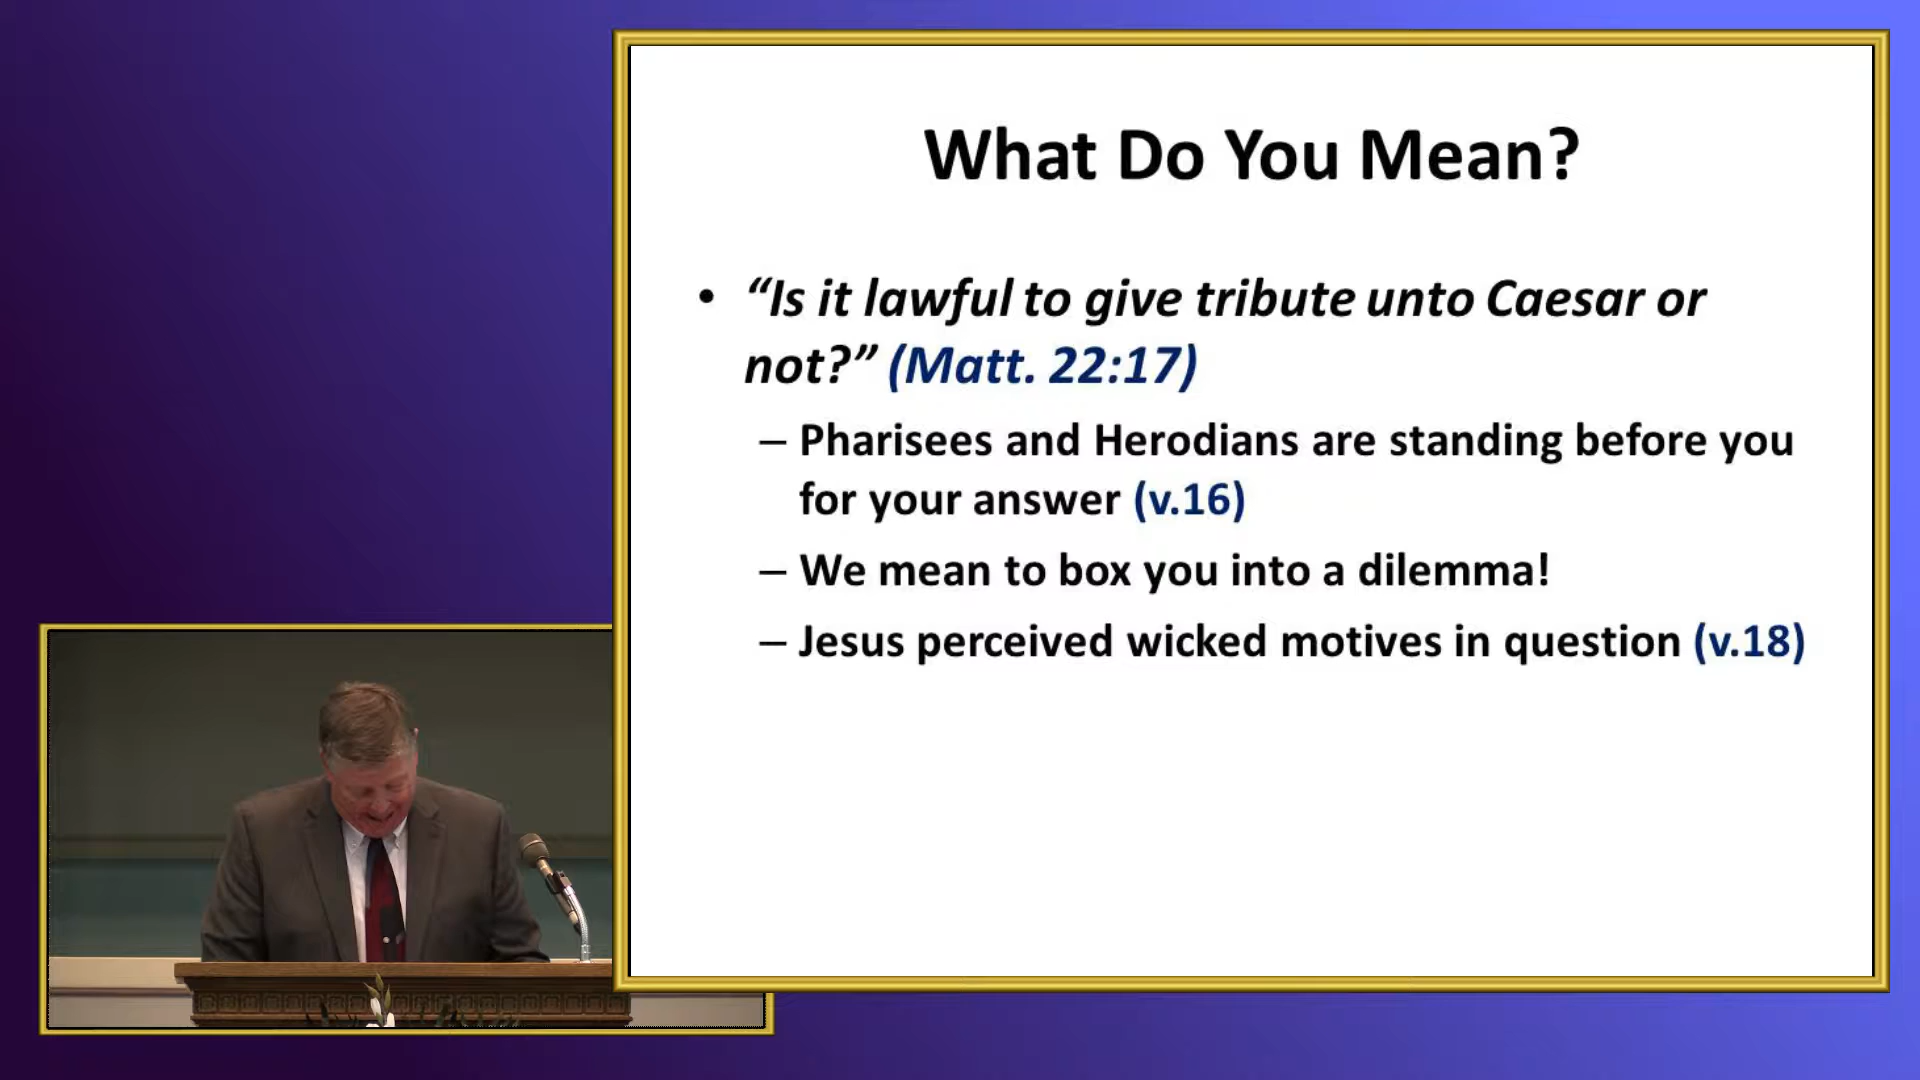 What Do You Mean?
• “Is it lawful to give tribute unto Caesar or
not?” (Matt. 22:17)
– Pharisees and Herodians are standing before you
for your answer (v.16)
– We mean to box you into a dilemma!
– Jesus perceived wicked motives in question (v.18)